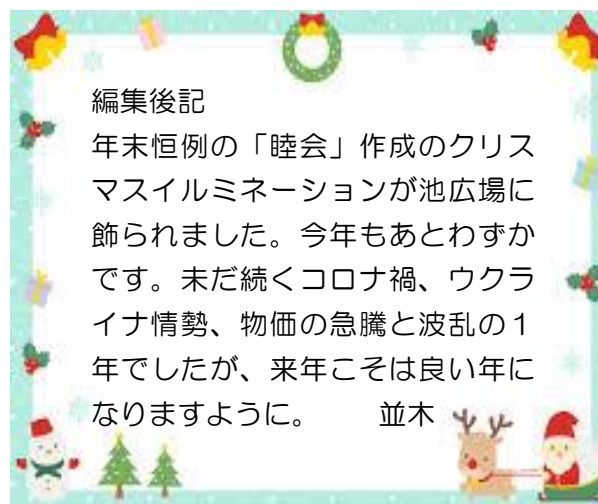 編集後記
年末恒例の「睦会」作成のクリス
マスイルミネーションが池広場に
飾られました。今年もあとわずか
です。未だ続くコロナ禍、ウクラ
イナ情勢、物価の急騰と波乱の1
年でしたが、来年こそは良い年に
なりますように。　　並木